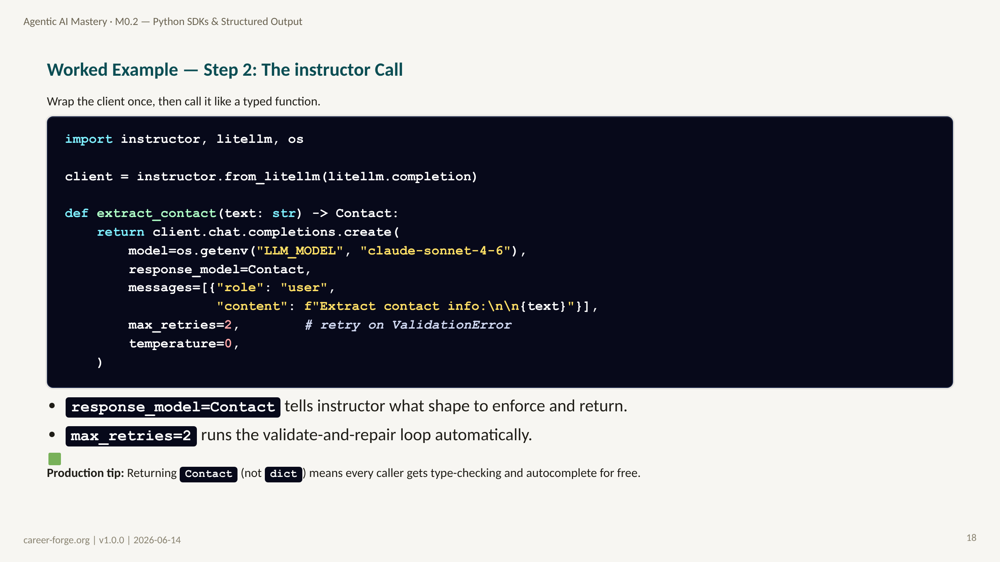 Agentic AI Mastery · M0.2 — Python SDKs & Structured Output
Worked Example — Step 2: The instructor Call
Wrap the client once, then call it like a typed function.
import instructor, litellm, os
client = instructor.from_litellm(litellm.completion)
def extract_contact(text: str) -> Contact:
    return client.chat.completions.create(
        model=os.getenv("LLM_MODEL", "claude-sonnet-4-6"),
        response_model=Contact,
        messages=[{"role": "user",
                   "content": f"Extract contact info:\n\n{text}"}],
        max_retries=2,        # retry on ValidationError
        temperature=0,
    )
• response_model=Contact tells instructor what shape to enforce and return.
• max_retries=2 runs the validate-and-repair loop automatically.
Production tip: Returning Contact (not dict) means every caller gets type-checking and autocomplete for free.
career-forge.org | v1.0.0 | 2026-06-14
18